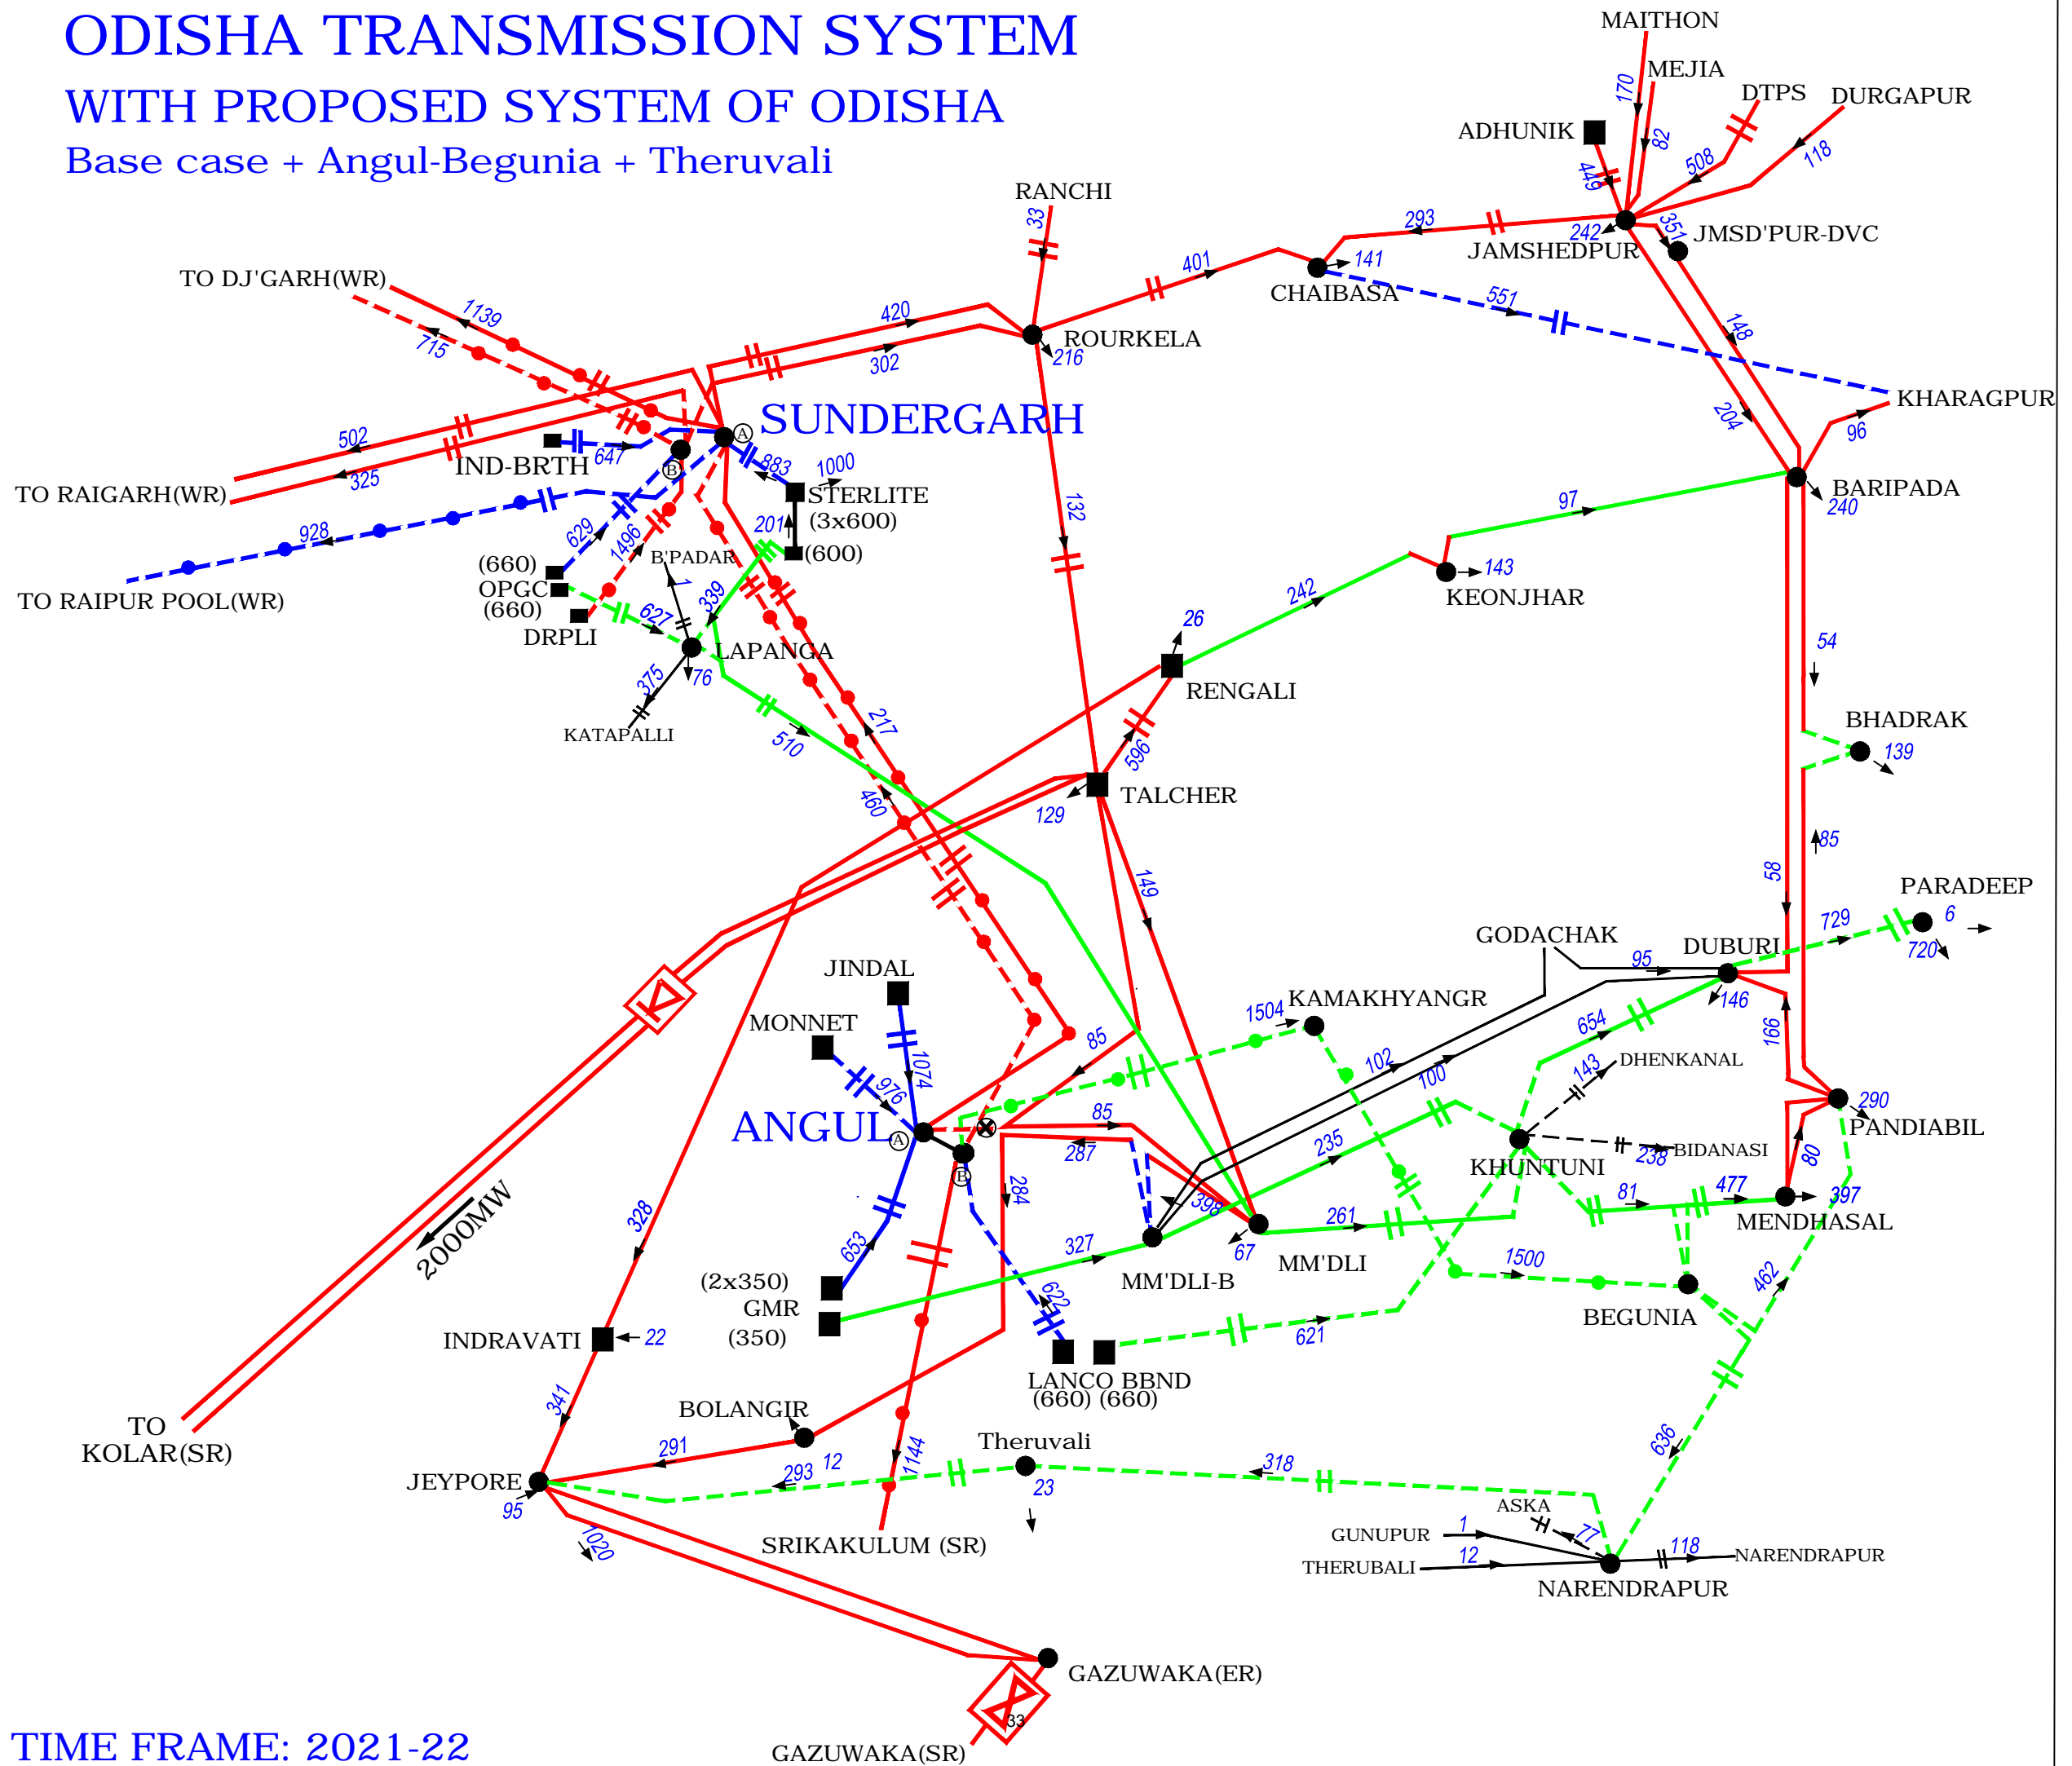 ODISHA TRANSMISSION SYSTEM
WITH PROPOSED SYSTEM OF ODISHA
Base case + Angul-Begunia + Theruvali
MAITHON
170
MEJIA
82
DTPS
508
DURGAPUR
118
ADHUNIK
449
RANCHI
33
293
242
JAMSHEDPUR
351
JMSD'PUR-DVC
TO DJ'GARH(WR)
1139
715
401
141
CHAIBASA
551
148
420
302
ROURKELA
216
204
KHARAGPUR
96
SUNDERGARH
A
B
502
325
TO RAIGARH(WR)
IND-BRTH
647
883
1000
STERLITE
(3x600)
201
(600)
132
97
BARIPADA
240
928
TO RAIPUR POOL(WR)
629
1496
(660)
OPGC
(660)
DRPLI
627
B'PADAR
1
339
LAPANGA
76
375
KATAPALLI
510
217
460
26
RENGALI
242
143
KEONJHAR
54
BHADRAK
139
596
TALCHER
129
149
58
85
PARADEEP
6
729
720
GODACHAK
95
DUBURI
146
JINDAL
1074
MONNET
976
1504
KAMAKHYANGR
654
166
85
102
100
143
DHENKANAL
ANGUL
A
B
85
287
284
235
KHUNTUNI
238
BIDANASI
290
PANDIABIL
80
398
81
477
397
MENDHASAL
2000MW
328
653
327
261
67
MM'DLI-B
MM'DLI
1500
462
BEGUNIA
(2x350)
GMR
(350)
622
621
LANCO BBND
(660) (660)
INDRAVATI
22
341
TO
KOLAR(SR)
BOLANGIR
12
291
293
1144
Theruvali
23
318
636
JEYPORE
95
1020
SRIKAKULUM (SR)
ASKA
77
GUNUPUR
1
THERUBALI
12
118
NARENDRAPUR
NARENDRAPUR
GAZUWAKA(ER)
33
GAZUWAKA(SR)
TIME FRAME: 2021-22